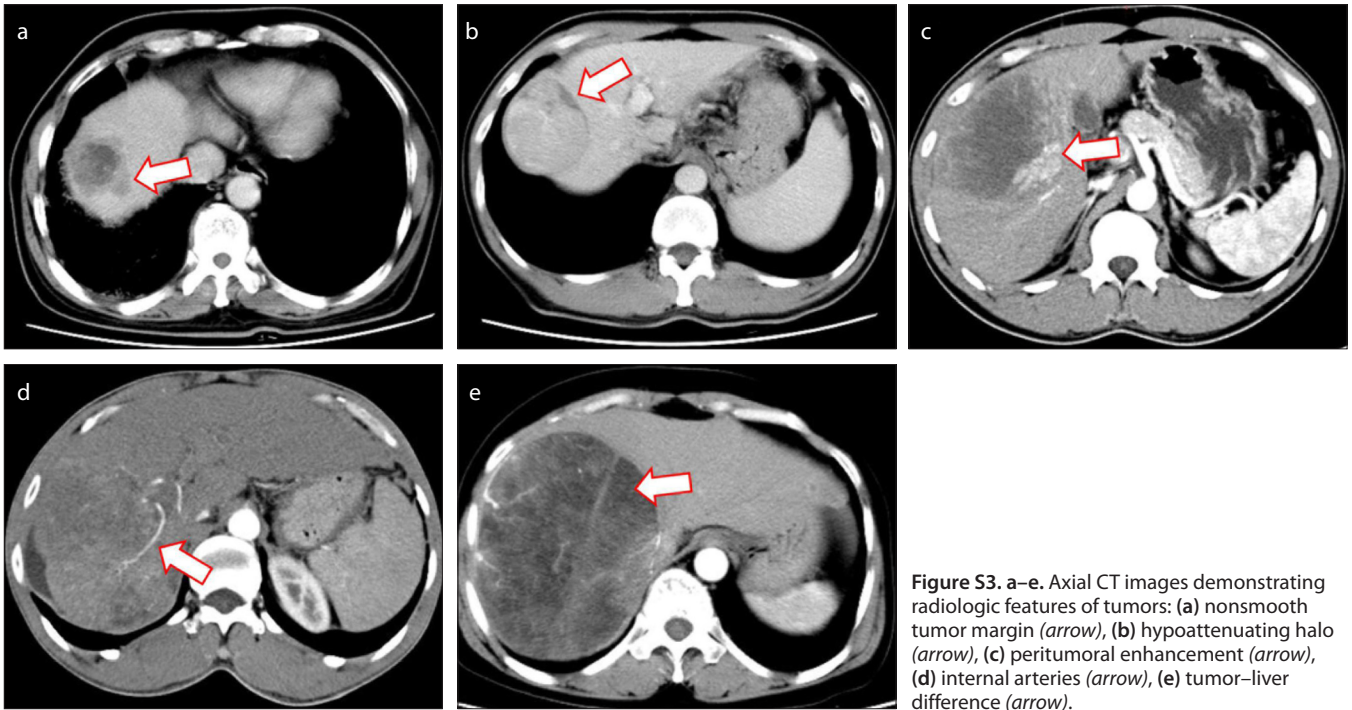 a
b
c
d
e
Figure S3. a–e. Axial CT images demonstrating
radiologic features of tumors: (a) nonsmooth
tumor margin (arrow), (b) hypoattenuating halo
(arrow), (c) peritumoral enhancement (arrow),
(d) internal arteries (arrow), (e) tumor–liver
difference (arrow).